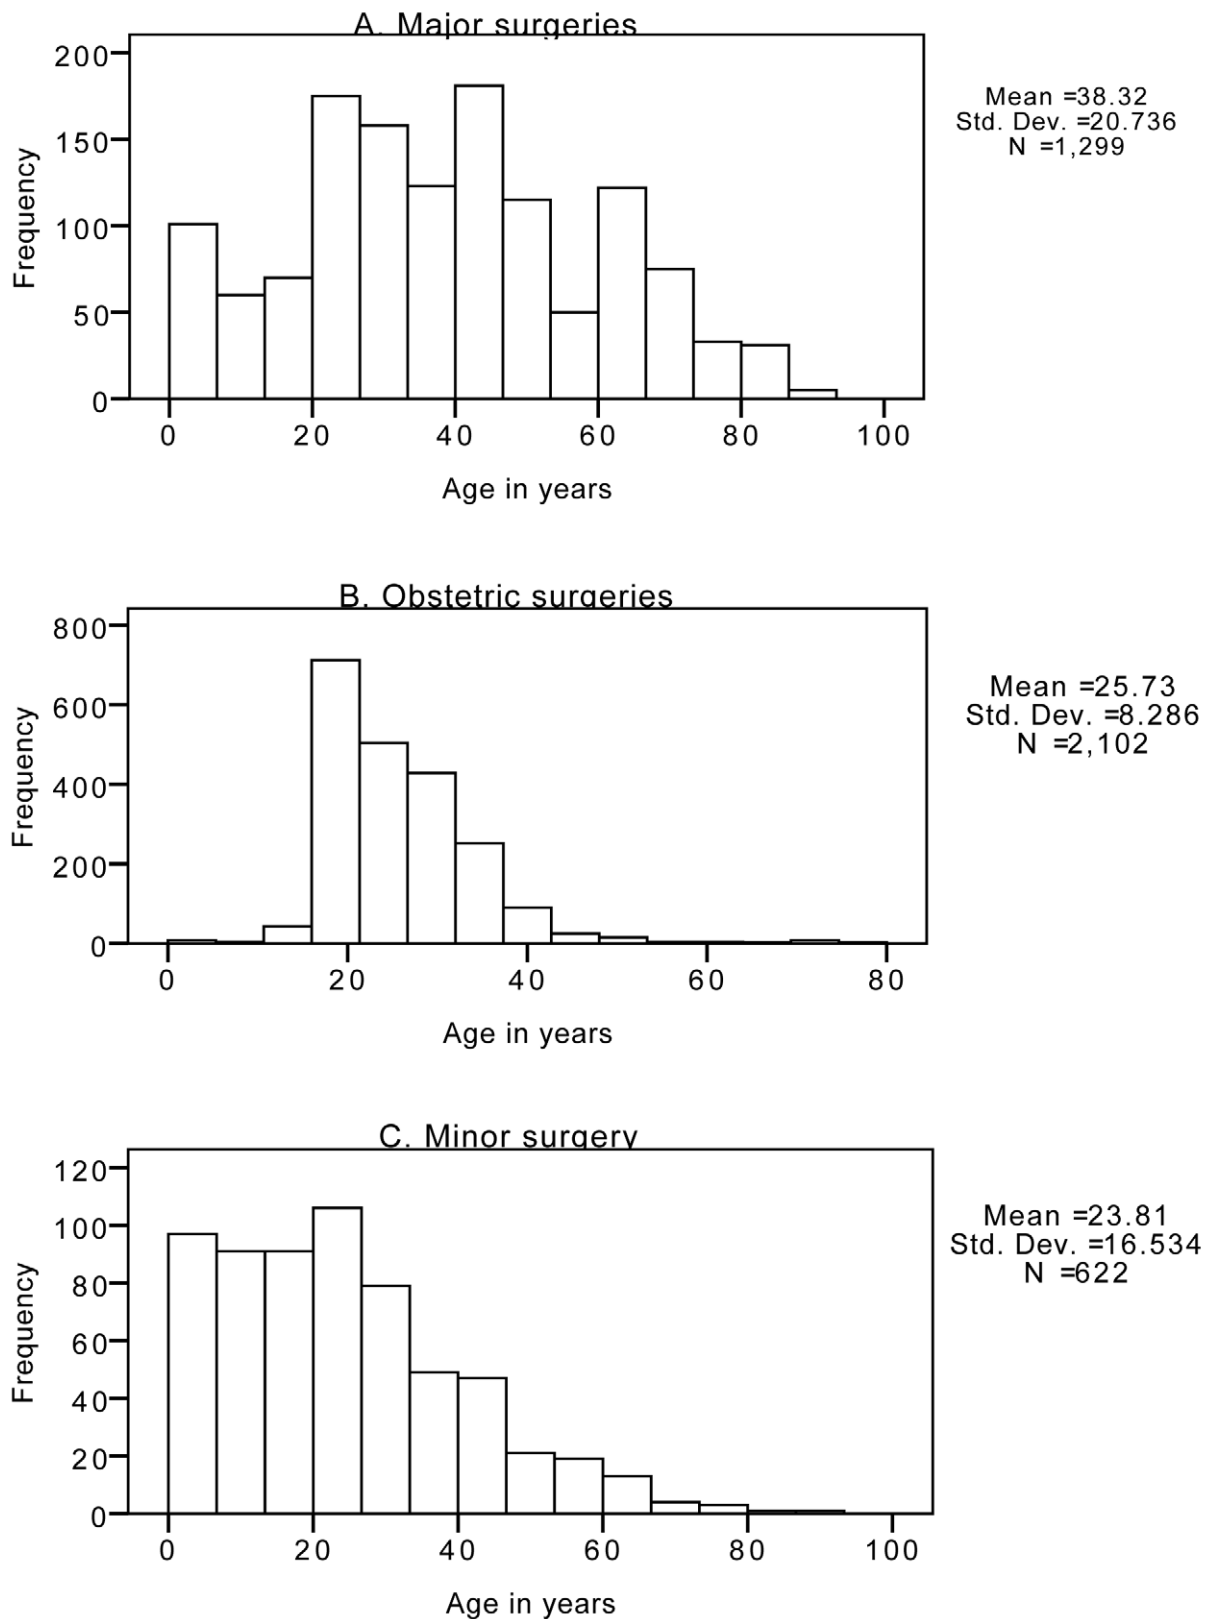 A. Major surgeries
200
150
100
50
0
Frequency
0 20 40 60 80 100
Age in years
Mean =38.32
Std. Dev. =20.736
N =1,299
B. Obstetric surgeries
800
600
400
200
0
Frequency
0 20 40 60 80
Age in years
Mean =25.73
Std. Dev. =8.286
N =2,102
C. Minor surgery
120
100
80
60
40
20
0
Frequency
0 20 40 60 80 100
Age in years
Mean =23.81
Std. Dev. =16.534
N =622